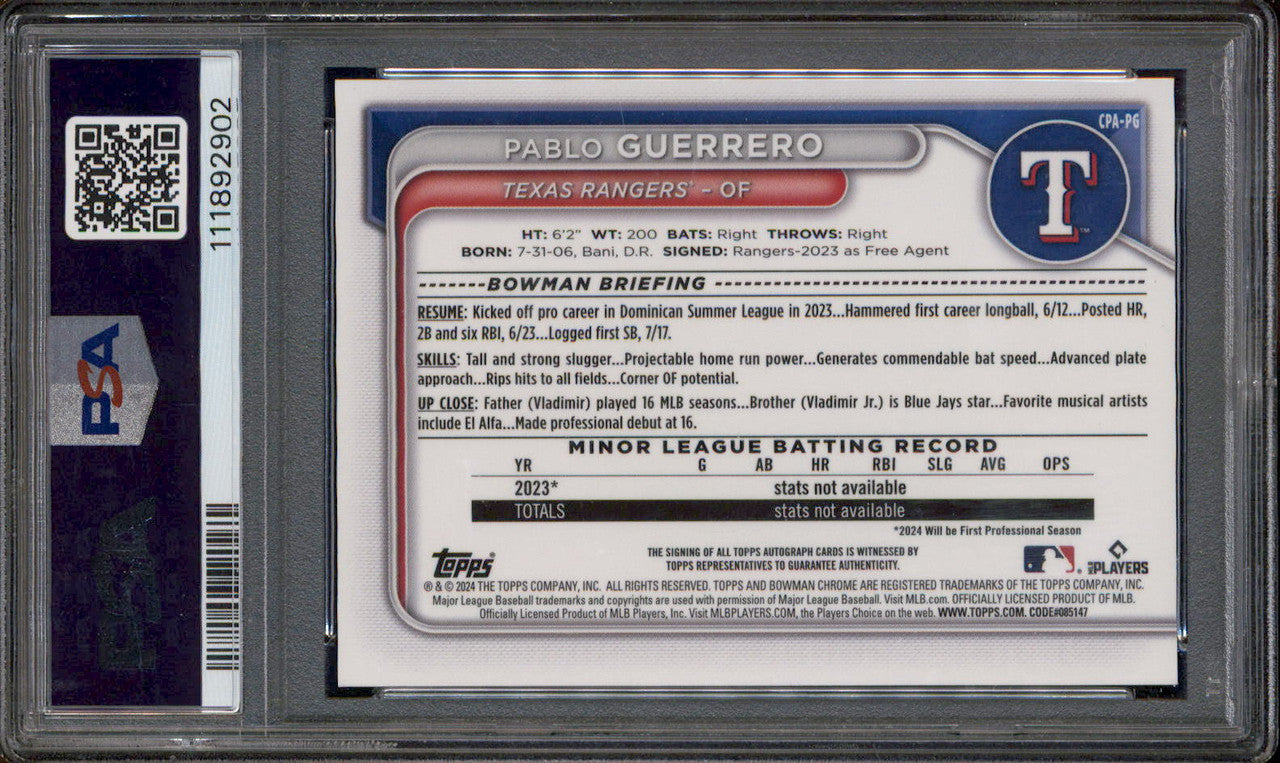 111892902
PSA
CPA-PG
PABLO GUERRERO
TEXAS RANGERS® – OF
T™
HT: 6'2" WT: 200 BATS: Right THROWS: Right
BORN: 7-31-06, Bani, D.R. SIGNED: Rangers-2023 as Free Agent
BOWMAN BRIEFING
RESUME: Kicked off pro career in Dominican Summer League in 2023...Hammered first career longball, 6/12...Posted HR,
2B and six RBI, 6/23...Logged first SB, 7/17.
SKILLS: Tall and strong slugger...Projectable home run power...Generates commendable bat speed...Advanced plate
approach...Rips hits to all fields...Corner OF potential.
UP CLOSE: Father (Vladimir) played 16 MLB seasons...Brother (Vladimir Jr.) is Blue Jays star...Favorite musical artists
include El Alfa...Made professional debut at 16.
MINOR LEAGUE BATTING RECORD
YR G AB HR RBI SLG AVG OPS
2023* stats not available
TOTALS stats not available
*2024 Will be First Professional Season
topps®
THE SIGNING OF ALL TOPPS AUTOGRAPH CARDS IS WITNESSED BY
TOPPS REPRESENTATIVES TO GUARANTEE AUTHENTICITY.
PLAYERS
® & © 2024 THE TOPPS COMPANY, INC. ALL RIGHTS RESERVED. TOPPS AND BOWMAN CHROME ARE REGISTERED TRADEMARKS OF THE TOPPS COMPANY, INC.
Major League Baseball trademarks and copyrights are used with permission of Major League Baseball. Visit MLB.com. OFFICIALLY LICENSED PRODUCT OF MLB.
Officially Licensed Product of MLB Players, Inc. Visit MLBPLAYERS.COM, the Players Choice on the web. WWW.TOPPS.COM. CODE#085147
PSA